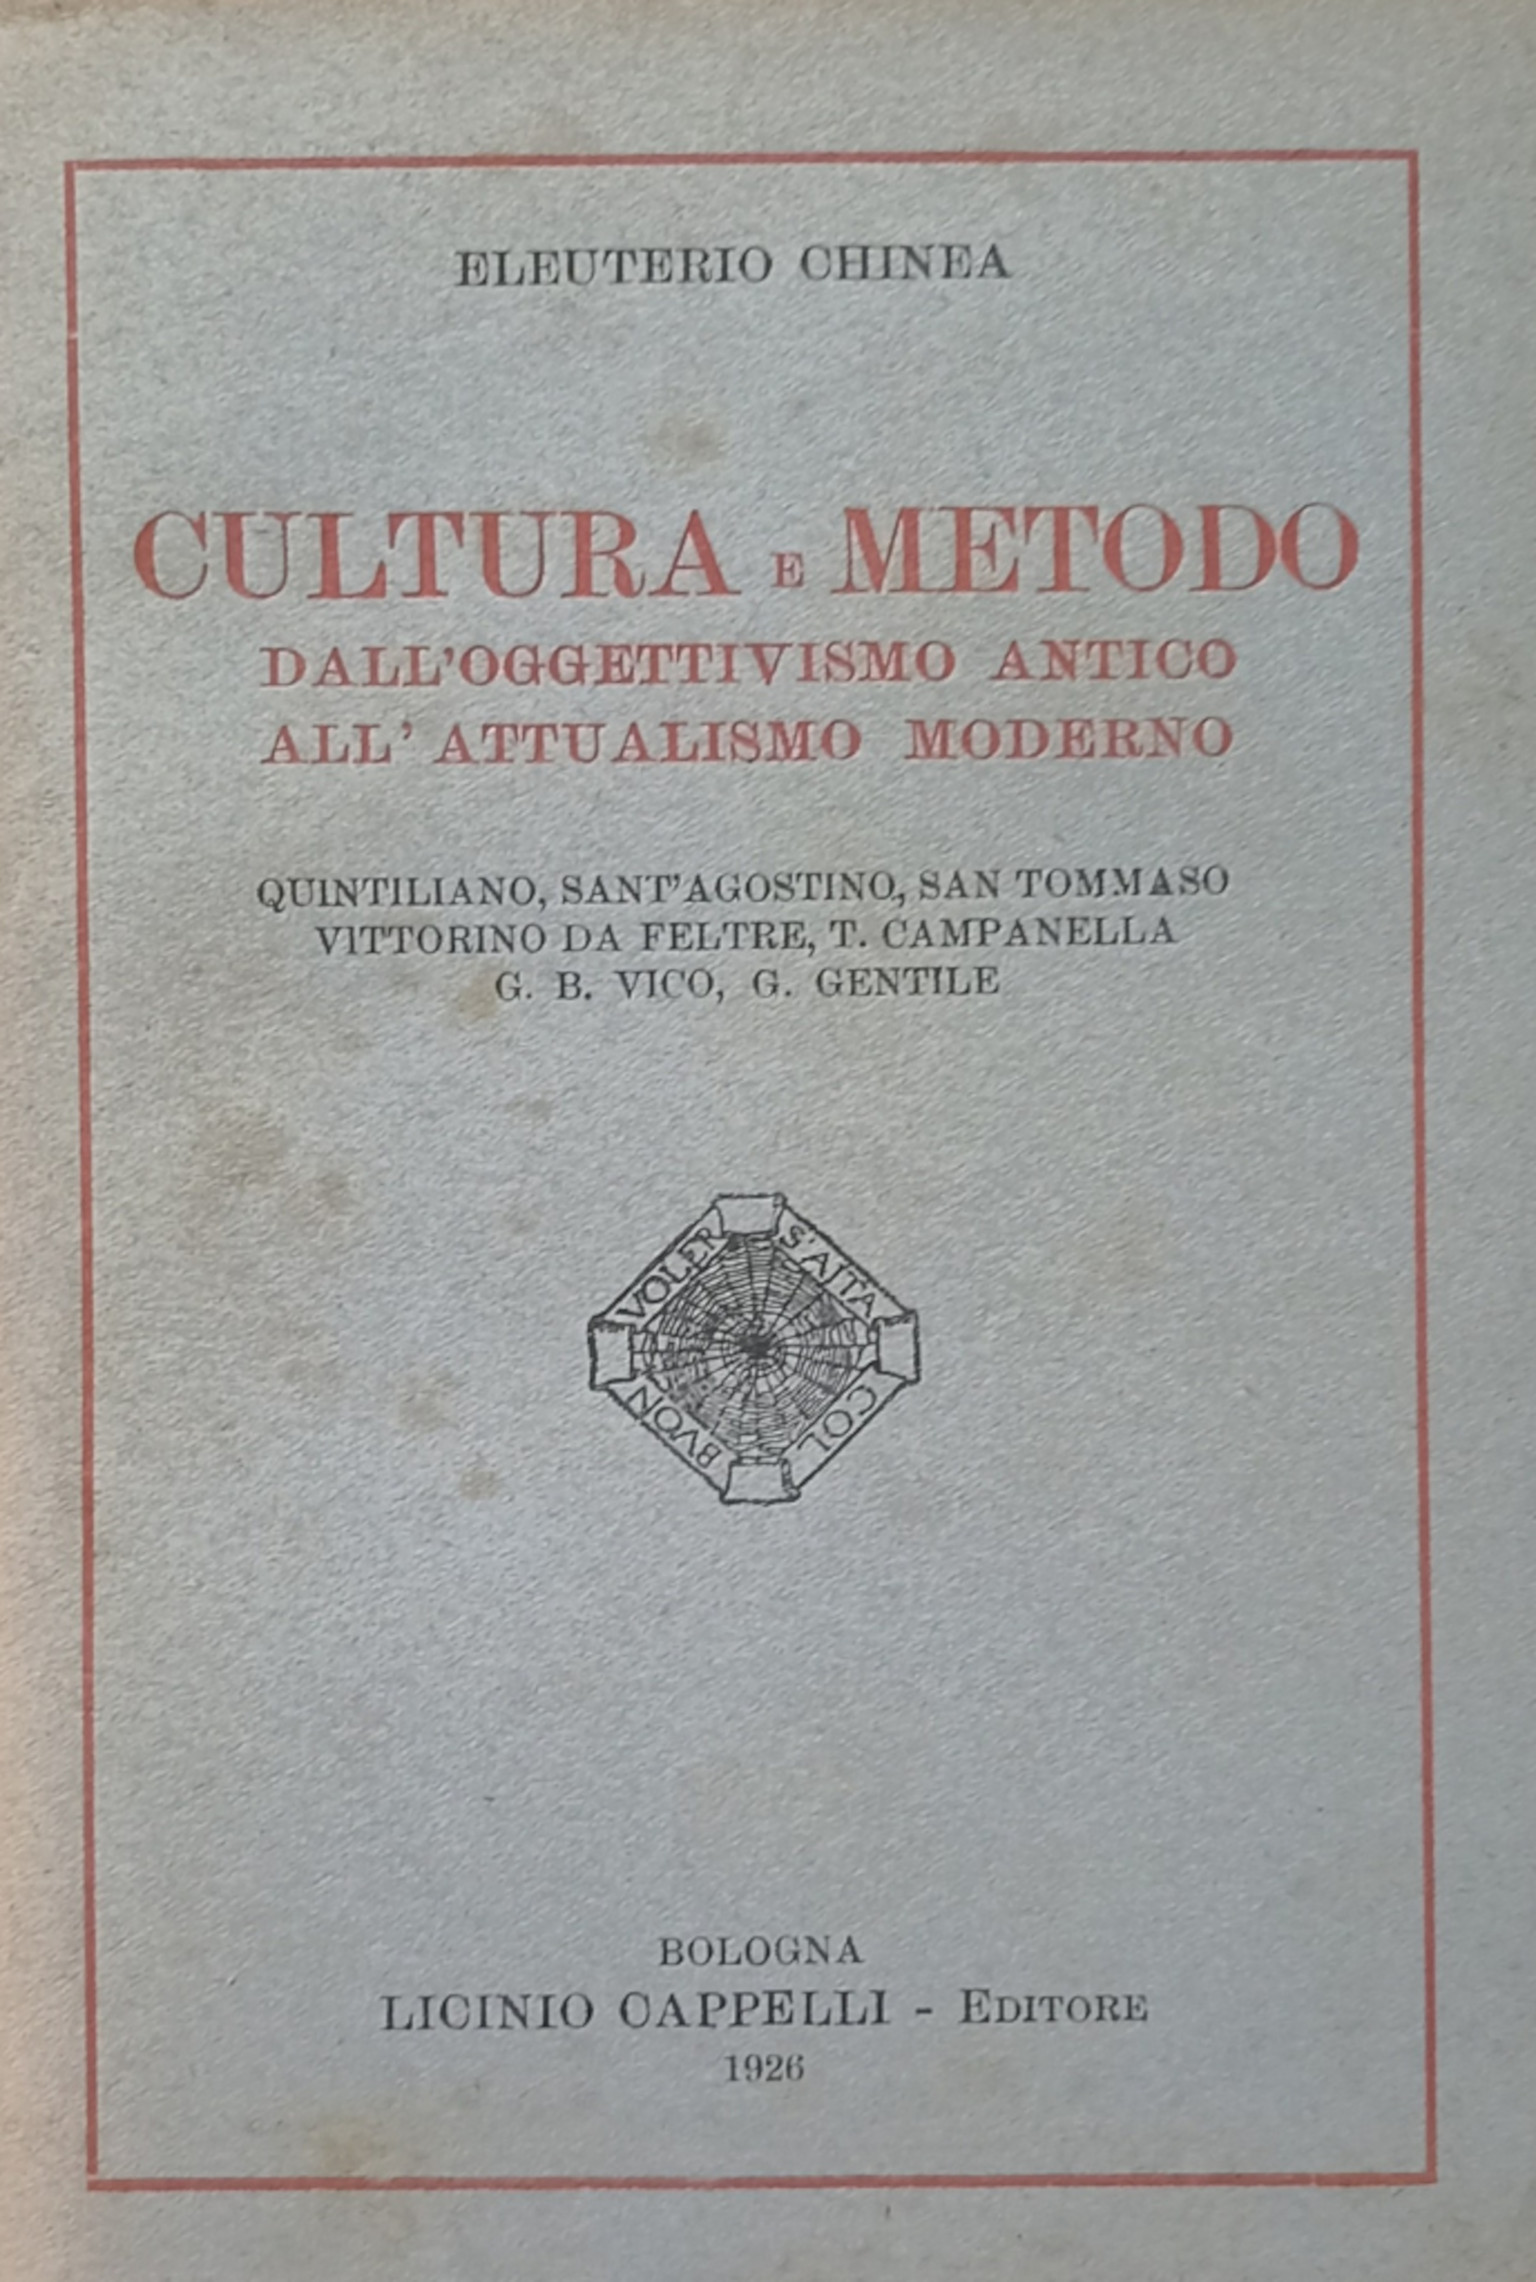 ELEUTERIO CHINEA
CULTURA E METODO
DALL'OGGETTIVISMO ANTICO
ALL' ATTUALISMO MODERNO
QUINTILIANO, SANT'AGOSTINO, SAN TOMMASO
VITTORINO DA FELTRE, T. CAMPANELLA
G. B. VICO, G. GENTILE
COL
BVON
VOLER
S'AITA
BOLOGNA
LICINIO CAPPELLI - EDITORE
1926